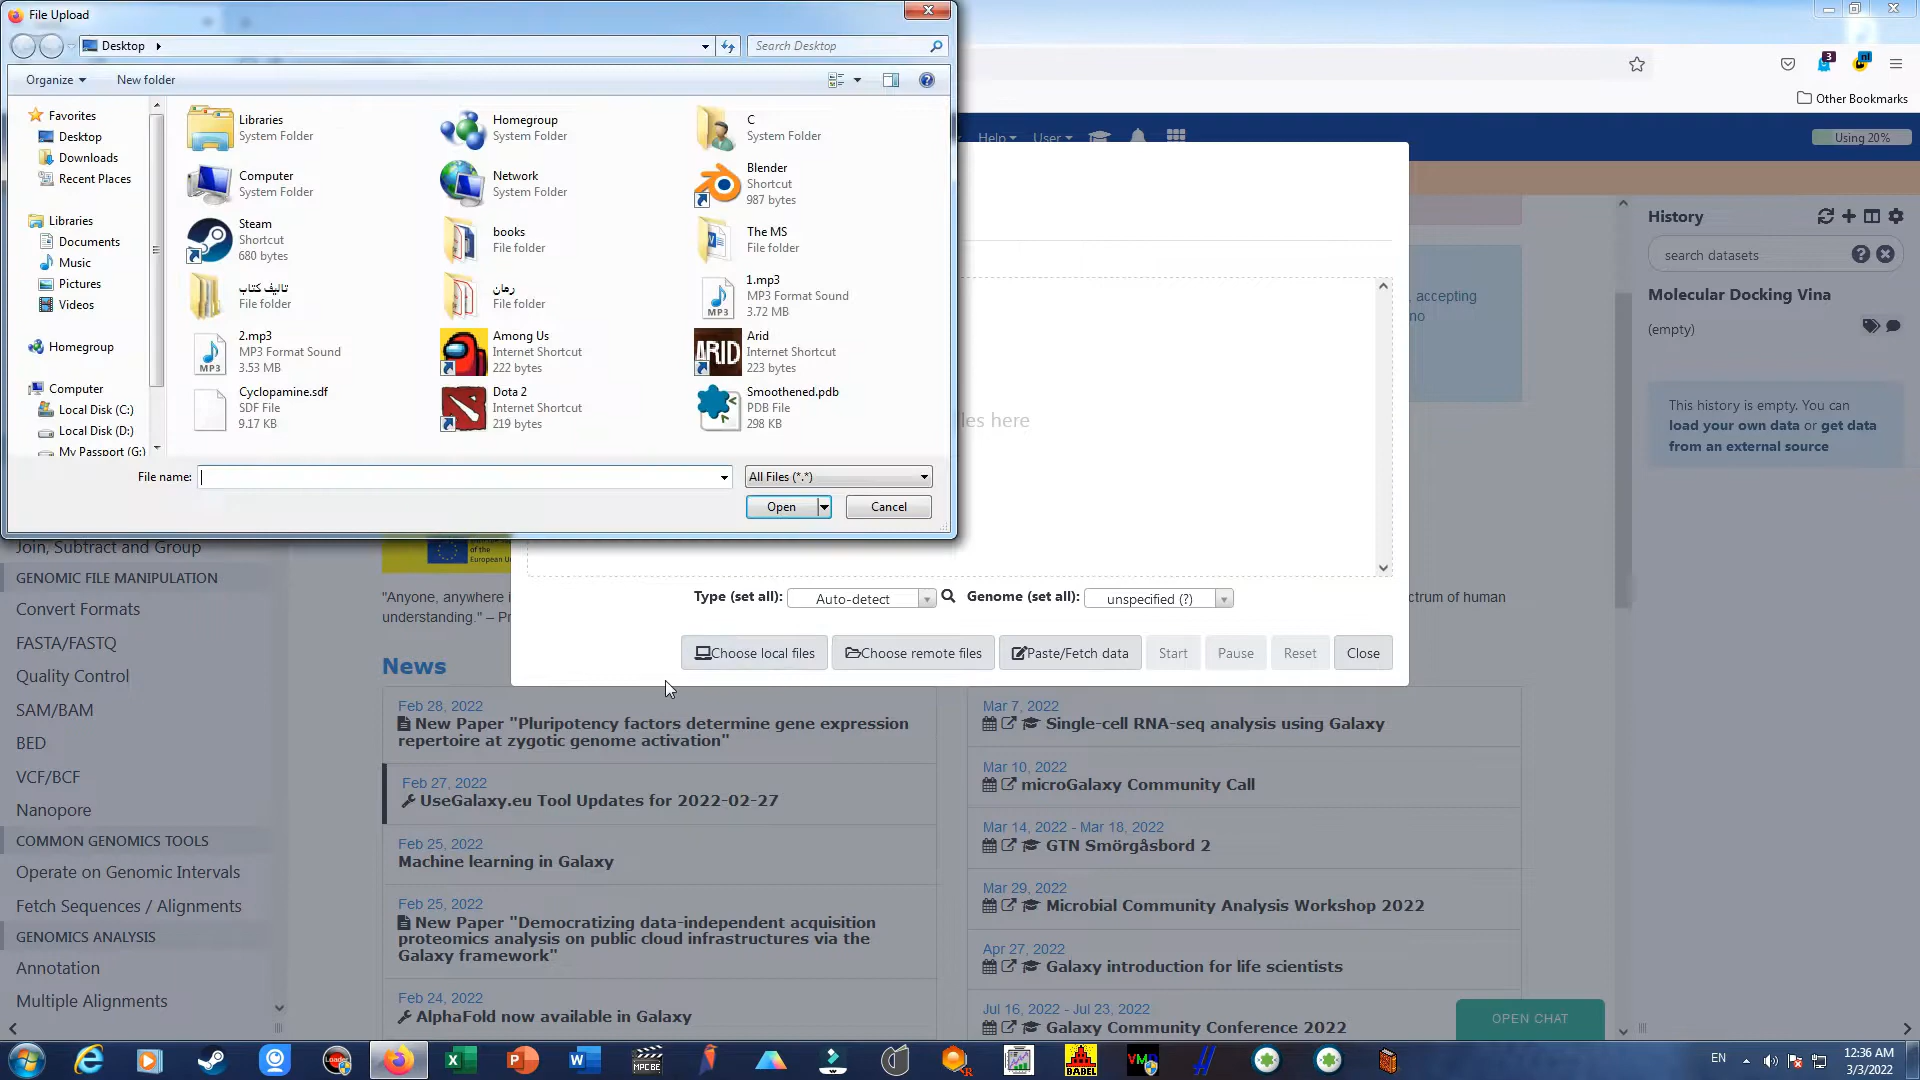 File Upload
Desktop
Search Desktop
Organize
New folder
Favorites
Desktop
Downloads
Recent Places
Libraries
Documents
Music
Pictures
Videos
Homegroup
Computer
Local Disk (C:)
Local Disk (D:)
My Passport (G:)
Libraries
System Folder
Homegroup
System Folder
C
System Folder
Computer
System Folder
Network
System Folder
Blender
Shortcut
987 bytes
Steam
Shortcut
680 bytes
books
File folder
The MS
File folder
تالیف کتاب
File folder
رمان
File folder
1.mp3
MP3 Format Sound
3.72 MB
2.mp3
MP3 Format Sound
3.53 MB
Among Us
Internet Shortcut
222 bytes
Arid
Internet Shortcut
223 bytes
Cyclopamine.sdf
SDF File
9.17 KB
Dota 2
Internet Shortcut
219 bytes
Smoothened.pdb
PDB File
298 KB
File name:
All Files (*.*)
Open
Cancel
Other Bookmarks
Help
User
Using 20%
History
search datasets
Molecular Docking Vina
(empty)
This history is empty. You can
load your own data or get data
from an external source
, accepting
no
les here
Type (set all):
Auto-detect
Genome (set all):
unspecified (?)
Choose local files
Choose remote files
Paste/Fetch data
Start
Pause
Reset
Close
Join, Subtract and Group
GENOMIC FILE MANIPULATION
Convert Formats
FASTA/FASTQ
Quality Control
SAM/BAM
BED
VCF/BCF
Nanopore
COMMON GENOMICS TOOLS
Operate on Genomic Intervals
Fetch Sequences / Alignments
GENOMICS ANALYSIS
Annotation
Multiple Alignments
of the
European U
"Anyone, anywhere i
ctrum of human
understanding." – Pr
News
Feb 28, 2022
New Paper "Pluripotency factors determine gene expression
repertoire at zygotic genome activation"
Feb 27, 2022
UseGalaxy.eu Tool Updates for 2022-02-27
Feb 25, 2022
Machine learning in Galaxy
Feb 25, 2022
New Paper "Democratizing data-independent acquisition
proteomics analysis on public cloud infrastructures via the
Galaxy framework"
Feb 24, 2022
AlphaFold now available in Galaxy
Mar 7, 2022
Single-cell RNA-seq analysis using Galaxy
Mar 10, 2022
microGalaxy Community Call
Mar 14, 2022 - Mar 18, 2022
GTN Smörgåsbord 2
Mar 29, 2022
Microbial Community Analysis Workshop 2022
Apr 27, 2022
Galaxy introduction for life scientists
Jul 16, 2022 - Jul 23, 2022
Galaxy Community Conference 2022
OPEN CHAT
EN
12:36 AM
3/3/2022